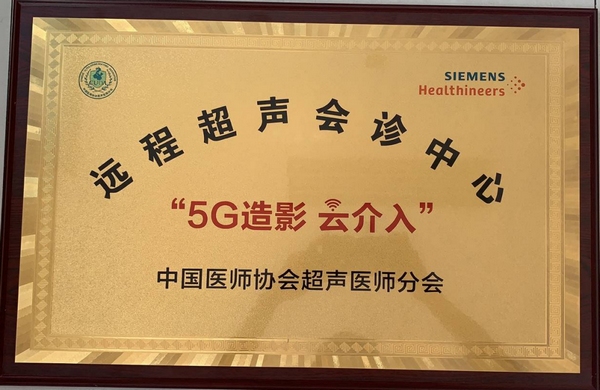 SIEMENS
Healthineers
远程超声会诊中心
“5G造影 云介入”
中国医师协会超声医师分会